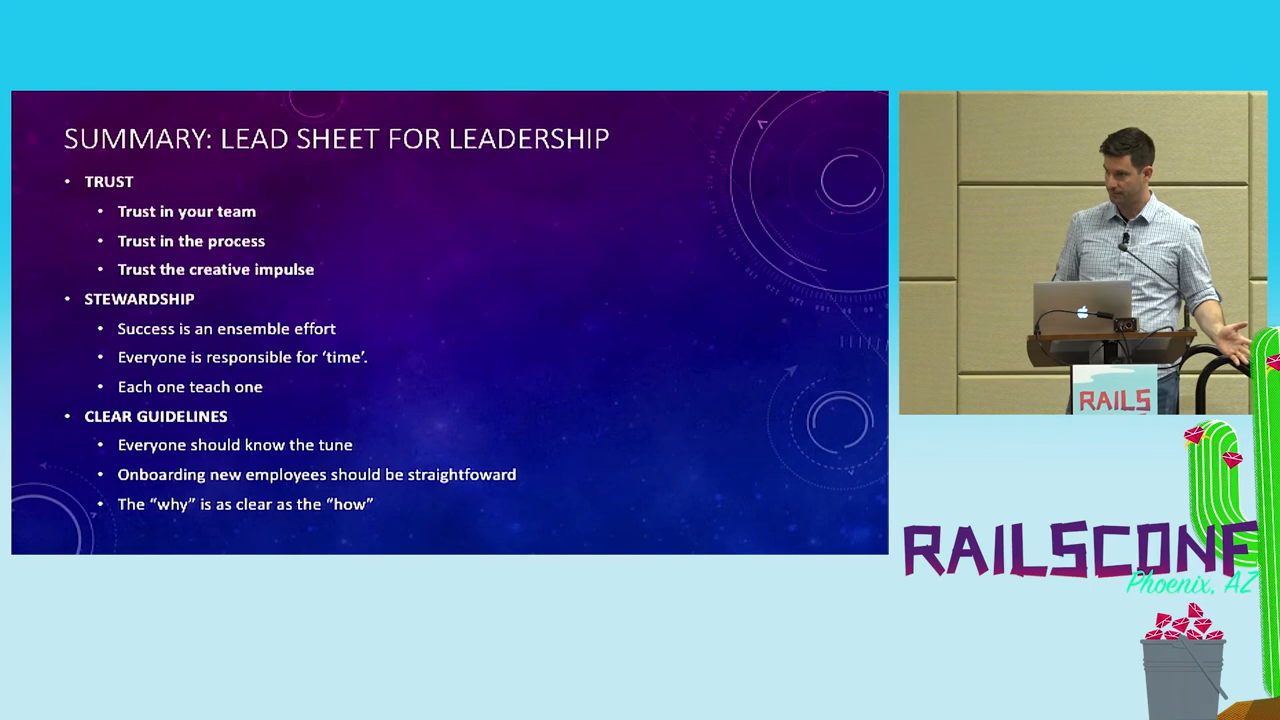 SUMMARY: LEAD SHEET FOR LEADERSHIP
• TRUST
• Trust in your team
• Trust in the process
• Trust the creative impulse
• STEWARDSHIP
• Success is an ensemble effort
• Everyone is responsible for ‘time’.
• Each one teach one
• CLEAR GUIDELINES
• Everyone should know the tune
• Onboarding new employees should be straightfoward
• The “why” is as clear as the “how”
RAILS
RAILSCONF
Phoenix, AZ